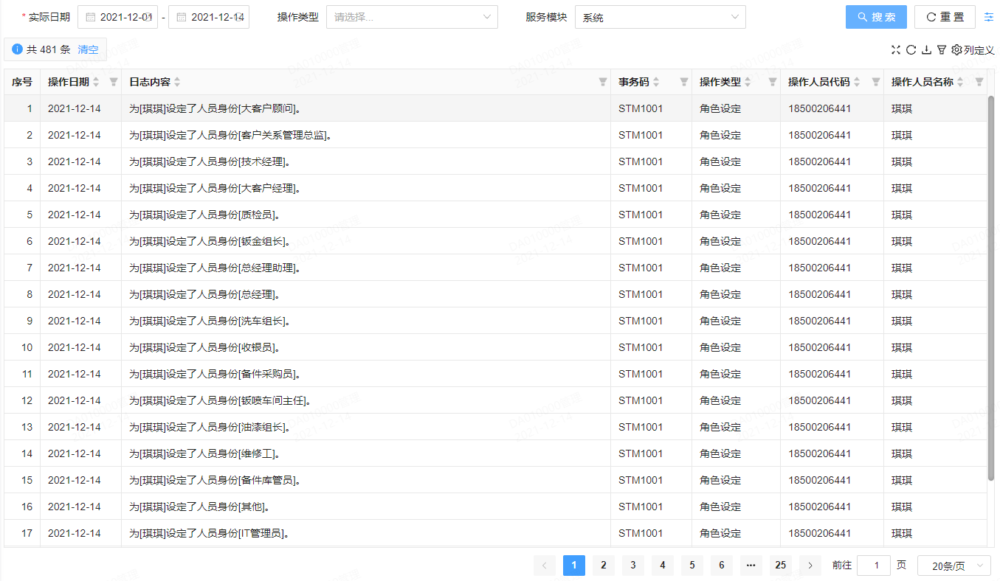 * 实际日期 2021-12-01 - 2021-12-14 操作类型 请选择... 服务模块 系统 搜索 重置
共 481 条 清空 列定义
序号 操作日期 日志内容 事务码 操作类型 操作人员代码 操作人员名称
1 2021-12-14 为[琪琪]设定了人员身份[大客户顾问]。 STM1001 角色设定 18500206441 琪琪
2 2021-12-14 为[琪琪]设定了人员身份[客户关系管理总监]。 STM1001 角色设定 18500206441 琪琪
3 2021-12-14 为[琪琪]设定了人员身份[技术经理]。 STM1001 角色设定 18500206441 琪琪
4 2021-12-14 为[琪琪]设定了人员身份[大客户经理]。 STM1001 角色设定 18500206441 琪琪
5 2021-12-14 为[琪琪]设定了人员身份[质检员]。 STM1001 角色设定 18500206441 琪琪
6 2021-12-14 为[琪琪]设定了人员身份[钣金组长]。 STM1001 角色设定 18500206441 琪琪
7 2021-12-14 为[琪琪]设定了人员身份[总经理助理]。 STM1001 角色设定 18500206441 琪琪
8 2021-12-14 为[琪琪]设定了人员身份[总经理]。 STM1001 角色设定 18500206441 琪琪
9 2021-12-14 为[琪琪]设定了人员身份[洗车组长]。 STM1001 角色设定 18500206441 琪琪
10 2021-12-14 为[琪琪]设定了人员身份[收银员]。 STM1001 角色设定 18500206441 琪琪
11 2021-12-14 为[琪琪]设定了人员身份[备件采购员]。 STM1001 角色设定 18500206441 琪琪
12 2021-12-14 为[琪琪]设定了人员身份[钣喷车间主任]。 STM1001 角色设定 18500206441 琪琪
13 2021-12-14 为[琪琪]设定了人员身份[油漆组长]。 STM1001 角色设定 18500206441 琪琪
14 2021-12-14 为[琪琪]设定了人员身份[维修工]。 STM1001 角色设定 18500206441 琪琪
15 2021-12-14 为[琪琪]设定了人员身份[备件库管员]。 STM1001 角色设定 18500206441 琪琪
16 2021-12-14 为[琪琪]设定了人员身份[其他]。 STM1001 角色设定 18500206441 琪琪
17 2021-12-14 为[琪琪]设定了人员身份[IT管理员]。 STM1001 角色设定 18500206441 琪琪
1 2 3 4 5 6 ··· 25 前往 1 页 20条/页